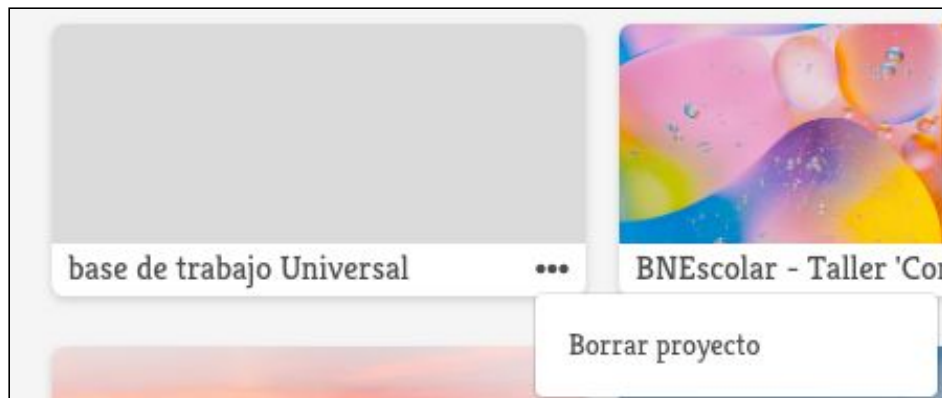 base de trabajo Universal
BNEscolar - Taller 'Co
Borrar proyecto